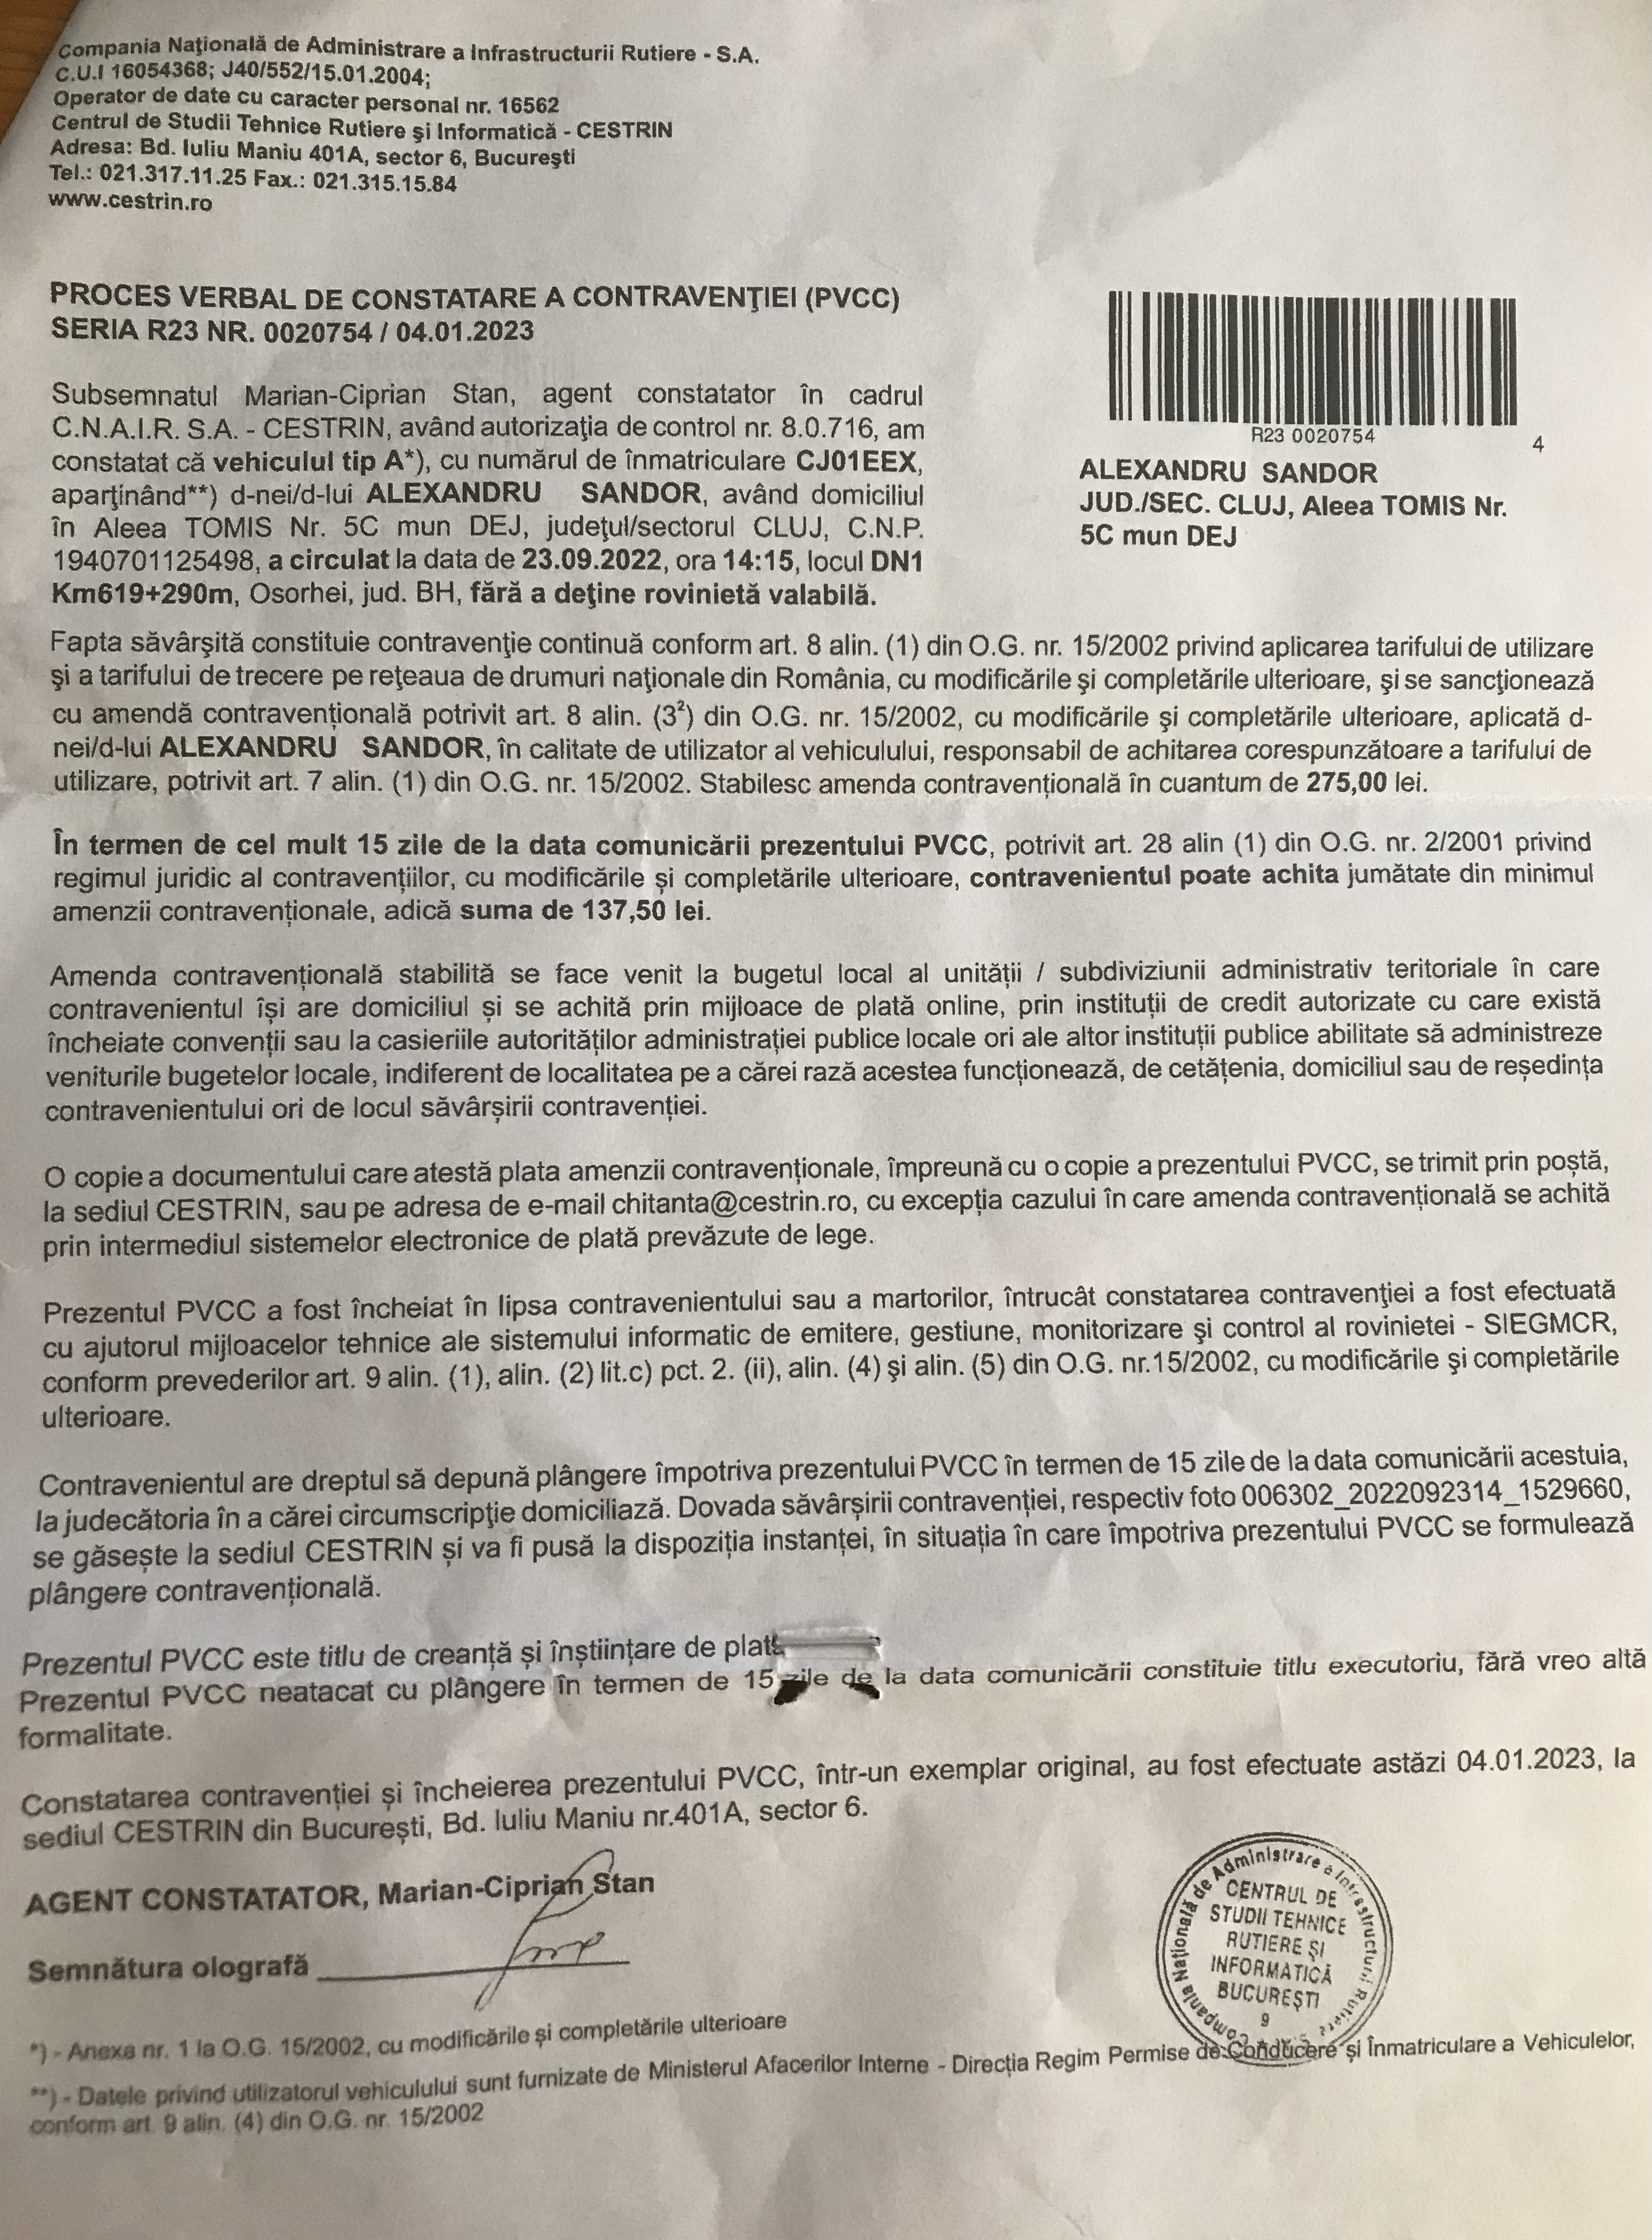 Compania Naţională de Administrare a Infrastructurii Rutiere - S.A.
C.U.I 16054368; J40/552/15.01.2004;
Operator de date cu caracter personal nr. 16562
Centrul de Studii Tehnice Rutiere şi Informatică - CESTRIN
Adresa: Bd. Iuliu Maniu 401A, sector 6, Bucureşti
Tel.: 021.317.11.25 Fax.: 021.315.15.84
www.cestrin.ro
PROCES VERBAL DE CONSTATARE A CONTRAVENŢIEI (PVCC)
SERIA R23 NR. 0020754 / 04.01.2023
R23 0020754
4
ALEXANDRU SANDOR
JUD./SEC. CLUJ, Aleea TOMIS Nr.
5C mun DEJ
Subsemnatul Marian-Ciprian Stan, agent constatator în cadrul
C.N.A.I.R. S.A. - CESTRIN, având autorizaţia de control nr. 8.0.716, am
constatat că vehiculul tip A*), cu numărul de înmatriculare CJ01EEX,
aparţinând**) d-nei/d-lui ALEXANDRU SANDOR, având domiciliul
în Aleea TOMIS Nr. 5C mun DEJ, judeţul/sectorul CLUJ, C.N.P.
1940701125498, a circulat la data de 23.09.2022, ora 14:15, locul DN1
Km619+290m, Osorhei, jud. BH, fără a deţine rovinietă valabilă.
Fapta săvârşită constituie contravenţie continuă conform art. 8 alin. (1) din O.G. nr. 15/2002 privind aplicarea tarifului de utilizare
şi a tarifului de trecere pe reţeaua de drumuri naţionale din România, cu modificările şi completările ulterioare, şi se sancţionează
cu amendă contravențională potrivit art. 8 alin. (3²) din O.G. nr. 15/2002, cu modificările şi completările ulterioare, aplicată d-
nei/d-lui ALEXANDRU SANDOR, în calitate de utilizator al vehiculului, responsabil de achitarea corespunzătoare a tarifului de
utilizare, potrivit art. 7 alin. (1) din O.G. nr. 15/2002. Stabilesc amenda contravențională în cuantum de 275,00 lei.
În termen de cel mult 15 zile de la data comunicării prezentului PVCC, potrivit art. 28 alin (1) din O.G. nr. 2/2001 privind
regimul juridic al contravențiilor, cu modificările și completările ulterioare, contravenientul poate achita jumătate din minimul
amenzii contravenționale, adică suma de 137,50 lei.
Amenda contravențională stabilită se face venit la bugetul local al unității / subdiviziunii administrativ teritoriale în care
contravenientul își are domiciliul și se achită prin mijloace de plată online, prin instituții de credit autorizate cu care există
încheiate convenții sau la casieriile autorităților administrației publice locale ori ale altor instituții publice abilitate să administreze
veniturile bugetelor locale, indiferent de localitatea pe a cărei rază acestea funcționează, de cetățenia, domiciliul sau de reședința
contravenientului ori de locul săvârșirii contravenției.
O copie a documentului care atestă plata amenzii contravenționale, împreună cu o copie a prezentului PVCC, se trimit prin poștă,
la sediul CESTRIN, sau pe adresa de e-mail chitanta@cestrin.ro, cu excepția cazului în care amenda contravențională se achită
prin intermediul sistemelor electronice de plată prevăzute de lege.
Prezentul PVCC a fost încheiat în lipsa contravenientului sau a martorilor, întrucât constatarea contravenţiei a fost efectuată
cu ajutorul mijloacelor tehnice ale sistemului informatic de emitere, gestiune, monitorizare şi control al rovinietei - SIEGMCR,
conform prevederilor art. 9 alin. (1), alin. (2) lit.c) pct. 2. (ii), alin. (4) şi alin. (5) din O.G. nr.15/2002, cu modificările şi completările
ulterioare.
Contravenientul are dreptul să depună plângere împotriva prezentului PVCC în termen de 15 zile de la data comunicării acestuia,
la judecătoria în a cărei circumscripţie domiciliază. Dovada săvârșirii contravenției, respectiv foto 006302_2022092314_1529660,
se găsește la sediul CESTRIN și va fi pusă la dispoziția instanței, în situația în care împotriva prezentului PVCC se formulează
plângere contravențională.
Prezentul PVCC este titlu de creanță și înștiințare de plată
Prezentul PVCC neatacat cu plângere în termen de 15 zile de la data comunicării constituie titlu executoriu, fără vreo altă
formalitate.
Constatarea contravenției și încheierea prezentului PVCC, într-un exemplar original, au fost efectuate astăzi 04.01.2023, la
sediul CESTRIN din București, Bd. Iuliu Maniu nr.401A, sector 6.
AGENT CONSTATATOR, Marian-Ciprian Stan
Semnătura olografă
Compania Națională de Administrare a Infrastructurii Rutiere
CENTRUL DE
STUDII TEHNICE
RUTIERE ŞI
INFORMATICĂ
BUCUREŞTI
9
*) - Anexa nr. 1 la O.G. 15/2002, cu modificările și completările ulterioare
**) - Datele privind utilizatorul vehiculului sunt furnizate de Ministerul Afacerilor Interne - Direcția Regim Permise de Conducere și Înmatriculare a Vehiculelor,
conform art. 9 alin. (4) din O.G. nr. 15/2002